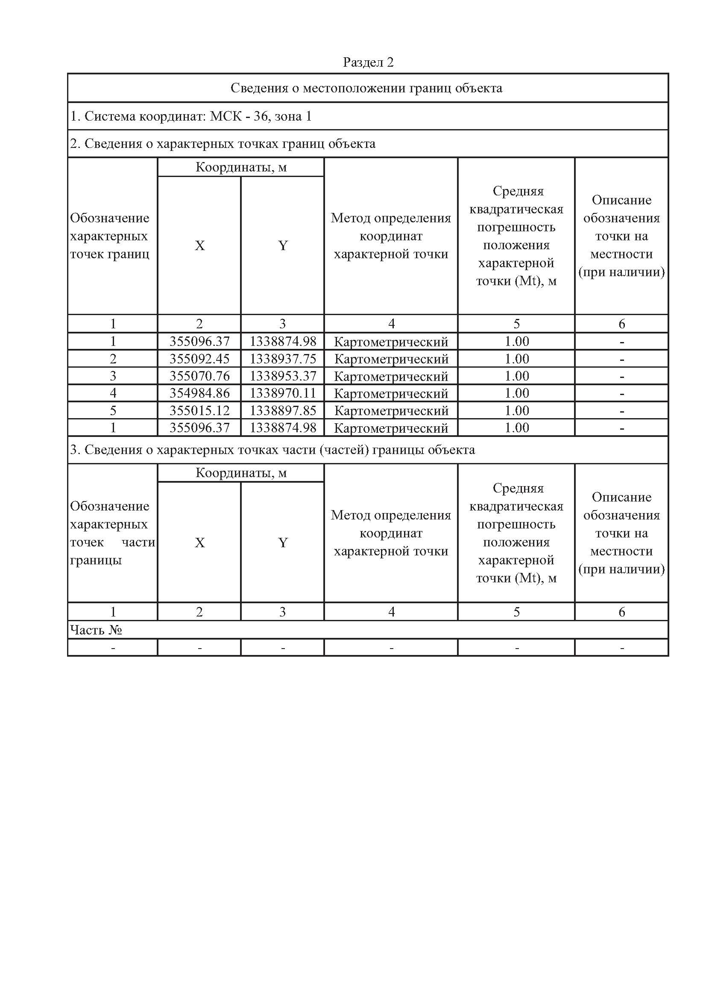 Раздел 2
Сведения о местоположении границ объекта
1. Система координат: МСК - 36, зона 1
2. Сведения о характерных точках границ объекта
Обозначение
характерных
точек границ
Координаты, м
X
Y
Метод определения
координат
характерной точки
Средняя
квадратическая
погрешность
положения
характерной
точки (Mt), м
Описание
обозначения
точки на
местности
(при наличии)
1 2 3 4 5 6
1 355096.37 1338874.98 Картометрический 1.00 -
2 355092.45 1338937.75 Картометрический 1.00 -
3 355070.76 1338953.37 Картометрический 1.00 -
4 354984.86 1338970.11 Картометрический 1.00 -
5 355015.12 1338897.85 Картометрический 1.00 -
1 355096.37 1338874.98 Картометрический 1.00 -
3. Сведения о характерных точках части (частей) границы объекта
Обозначение
характерных
точек части
границы
Координаты, м
X
Y
Метод определения
координат
характерной точки
Средняя
квадратическая
погрешность
положения
характерной
точки (Mt), м
Описание
обозначения
точки на
местности
(при наличии)
1 2 3 4 5 6
Часть №
- - - - - -